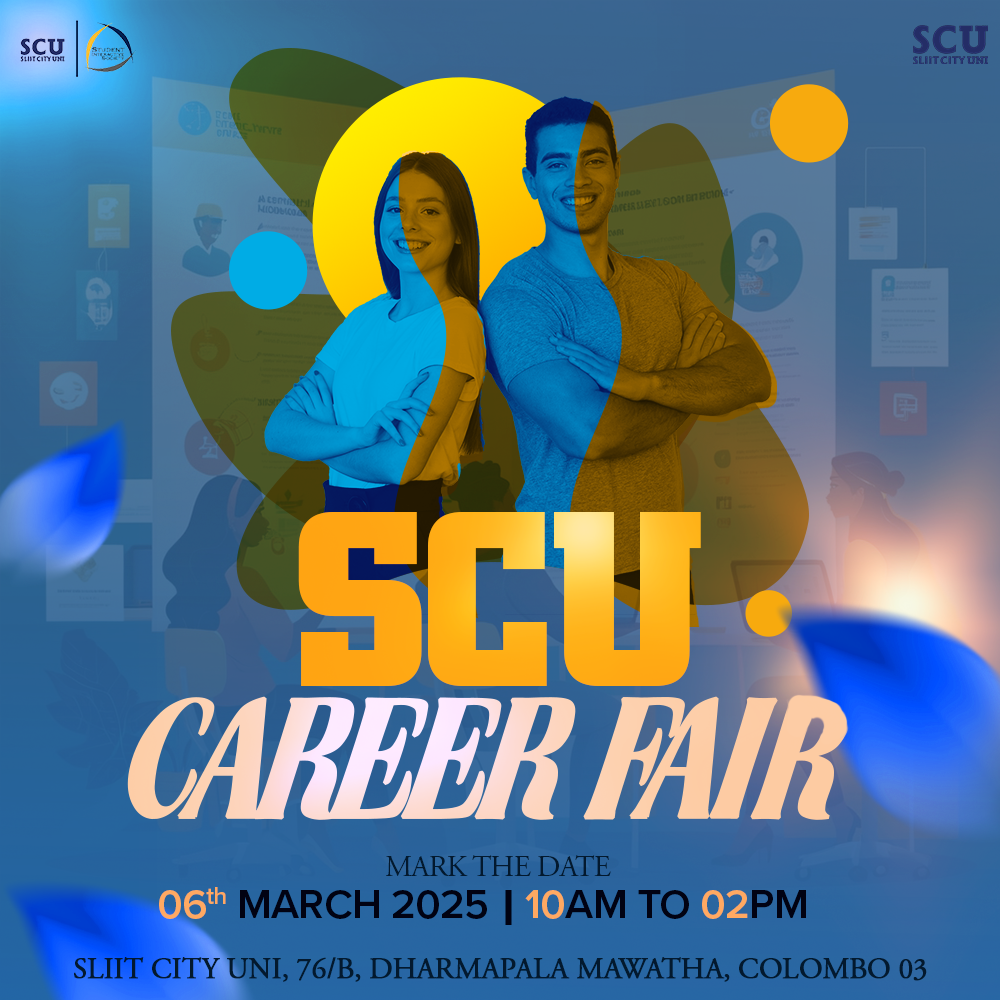 SCU
SLIIT CITY UNI
STUDENT
SCU
SLIIT CITY UNI
SCU
CAREER FAIR
MARK THE DATE
06th MARCH 2025 | 10AM TO 02PM
SLIIT CITY UNI, 76/B, DHARMAPALA MAWATHA, COLOMBO 03